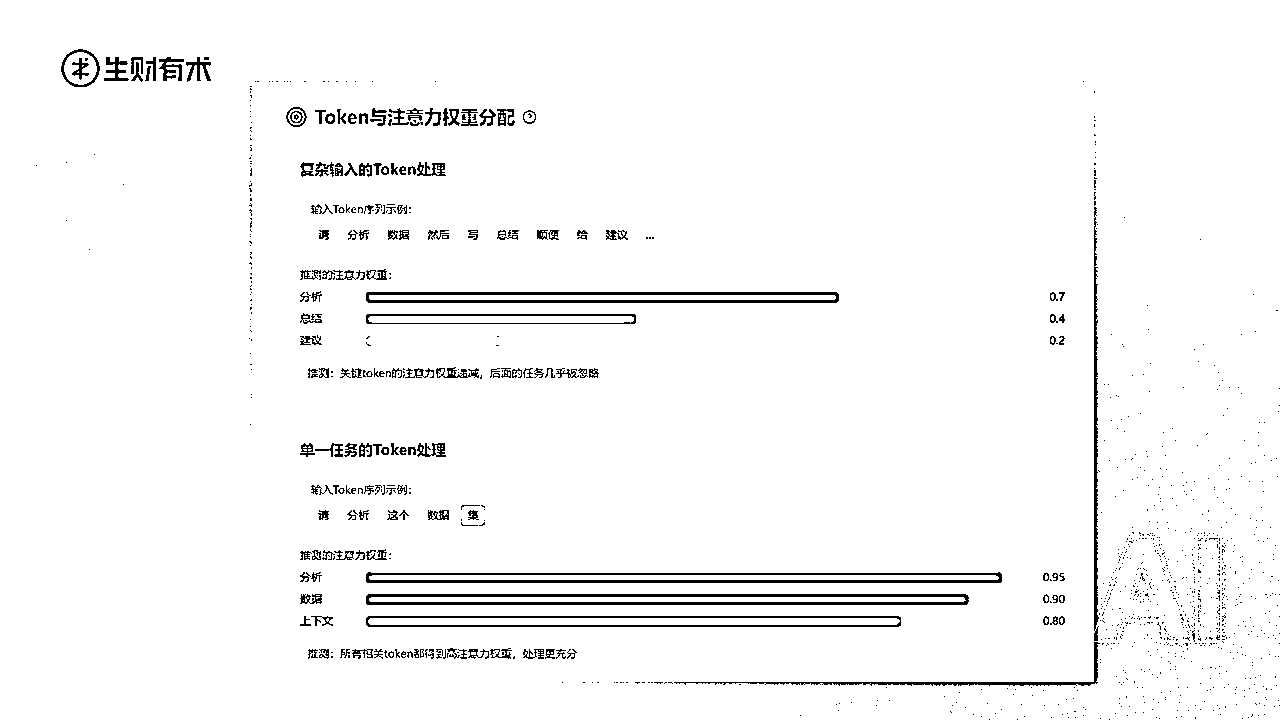 生财有术
Token与注意力权重分配
复杂输入的Token处理
输入Token序列示例:
请 分析 数据 然后 写 总结 顺便 给 建议 ...
推测的注意力权重:
分析 0.7
总结 0.4
建议 0.2
推测：关键token的注意力权重递减，后面的任务几乎被忽略
单一任务的Token处理
输入Token序列示例:
请 分析 这个 数据 集
推测的注意力权重:
分析 0.95
数据 0.90
上下文 0.80
推测：所有相关token都得到高注意力权重，处理更充分
AI